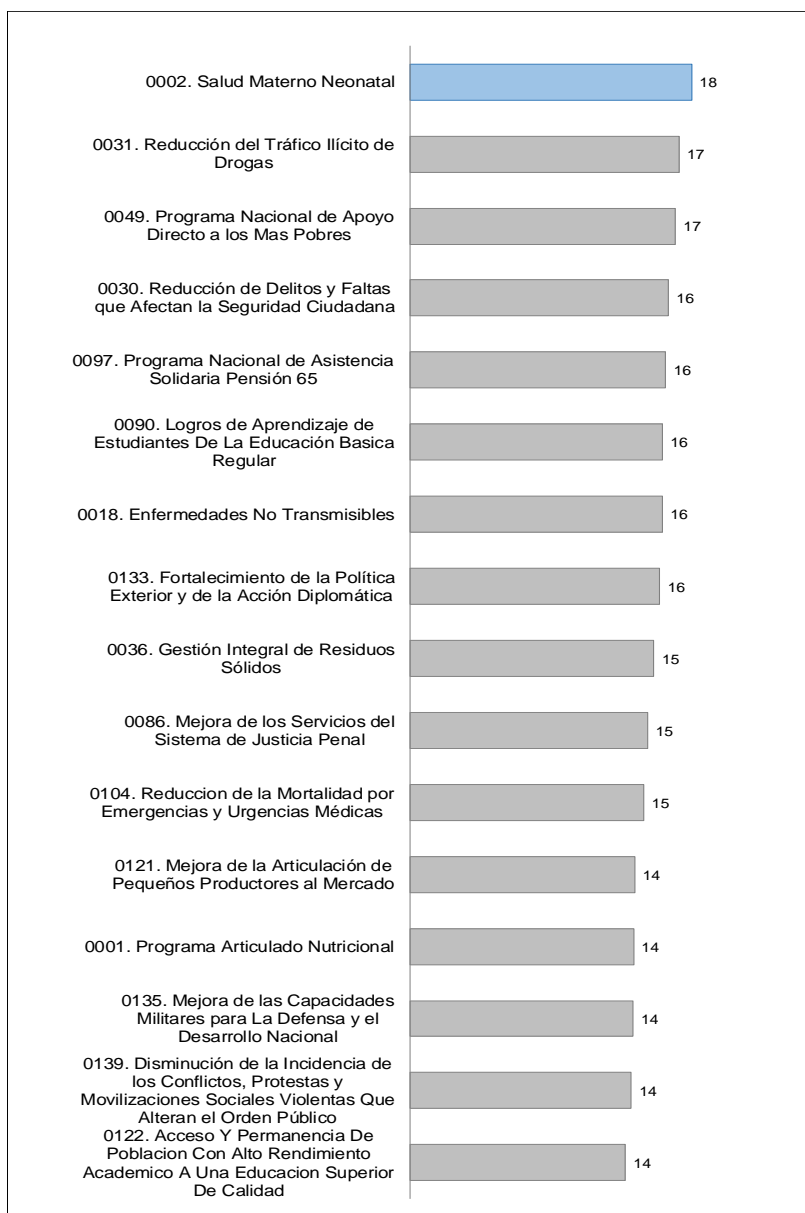 0002. Salud Materno Neonatal
18
0031. Reducción del Tráfico Ilícito de
Drogas
17
0049. Programa Nacional de Apoyo
Directo a los Mas Pobres
17
0030. Reducción de Delitos y Faltas
que Afectan la Seguridad Ciudadana
16
0097. Programa Nacional de Asistencia
Solidaria Pensión 65
16
0090. Logros de Aprendizaje de
Estudiantes De La Educación Basica
Regular
16
0018. Enfermedades No Transmisibles
16
0133. Fortalecimiento de la Política
Exterior y de la Acción Diplomática
16
0036. Gestión Integral de Residuos
Sólidos
15
0086. Mejora de los Servicios del
Sistema de Justicia Penal
15
0104. Reduccion de la Mortalidad por
Emergencias y Urgencias Médicas
15
0121. Mejora de la Articulación de
Pequeños Productores al Mercado
14
0001. Programa Articulado Nutricional
14
0135. Mejora de las Capacidades
Militares para La Defensa y el
Desarrollo Nacional
14
0139. Disminución de la Incidencia de
los Conflictos, Protestas y
Movilizaciones Sociales Violentas Que
Alteran el Orden Público
14
0122. Acceso Y Permanencia De
Poblacion Con Alto Rendimiento
Academico A Una Educacion Superior
De Calidad
14